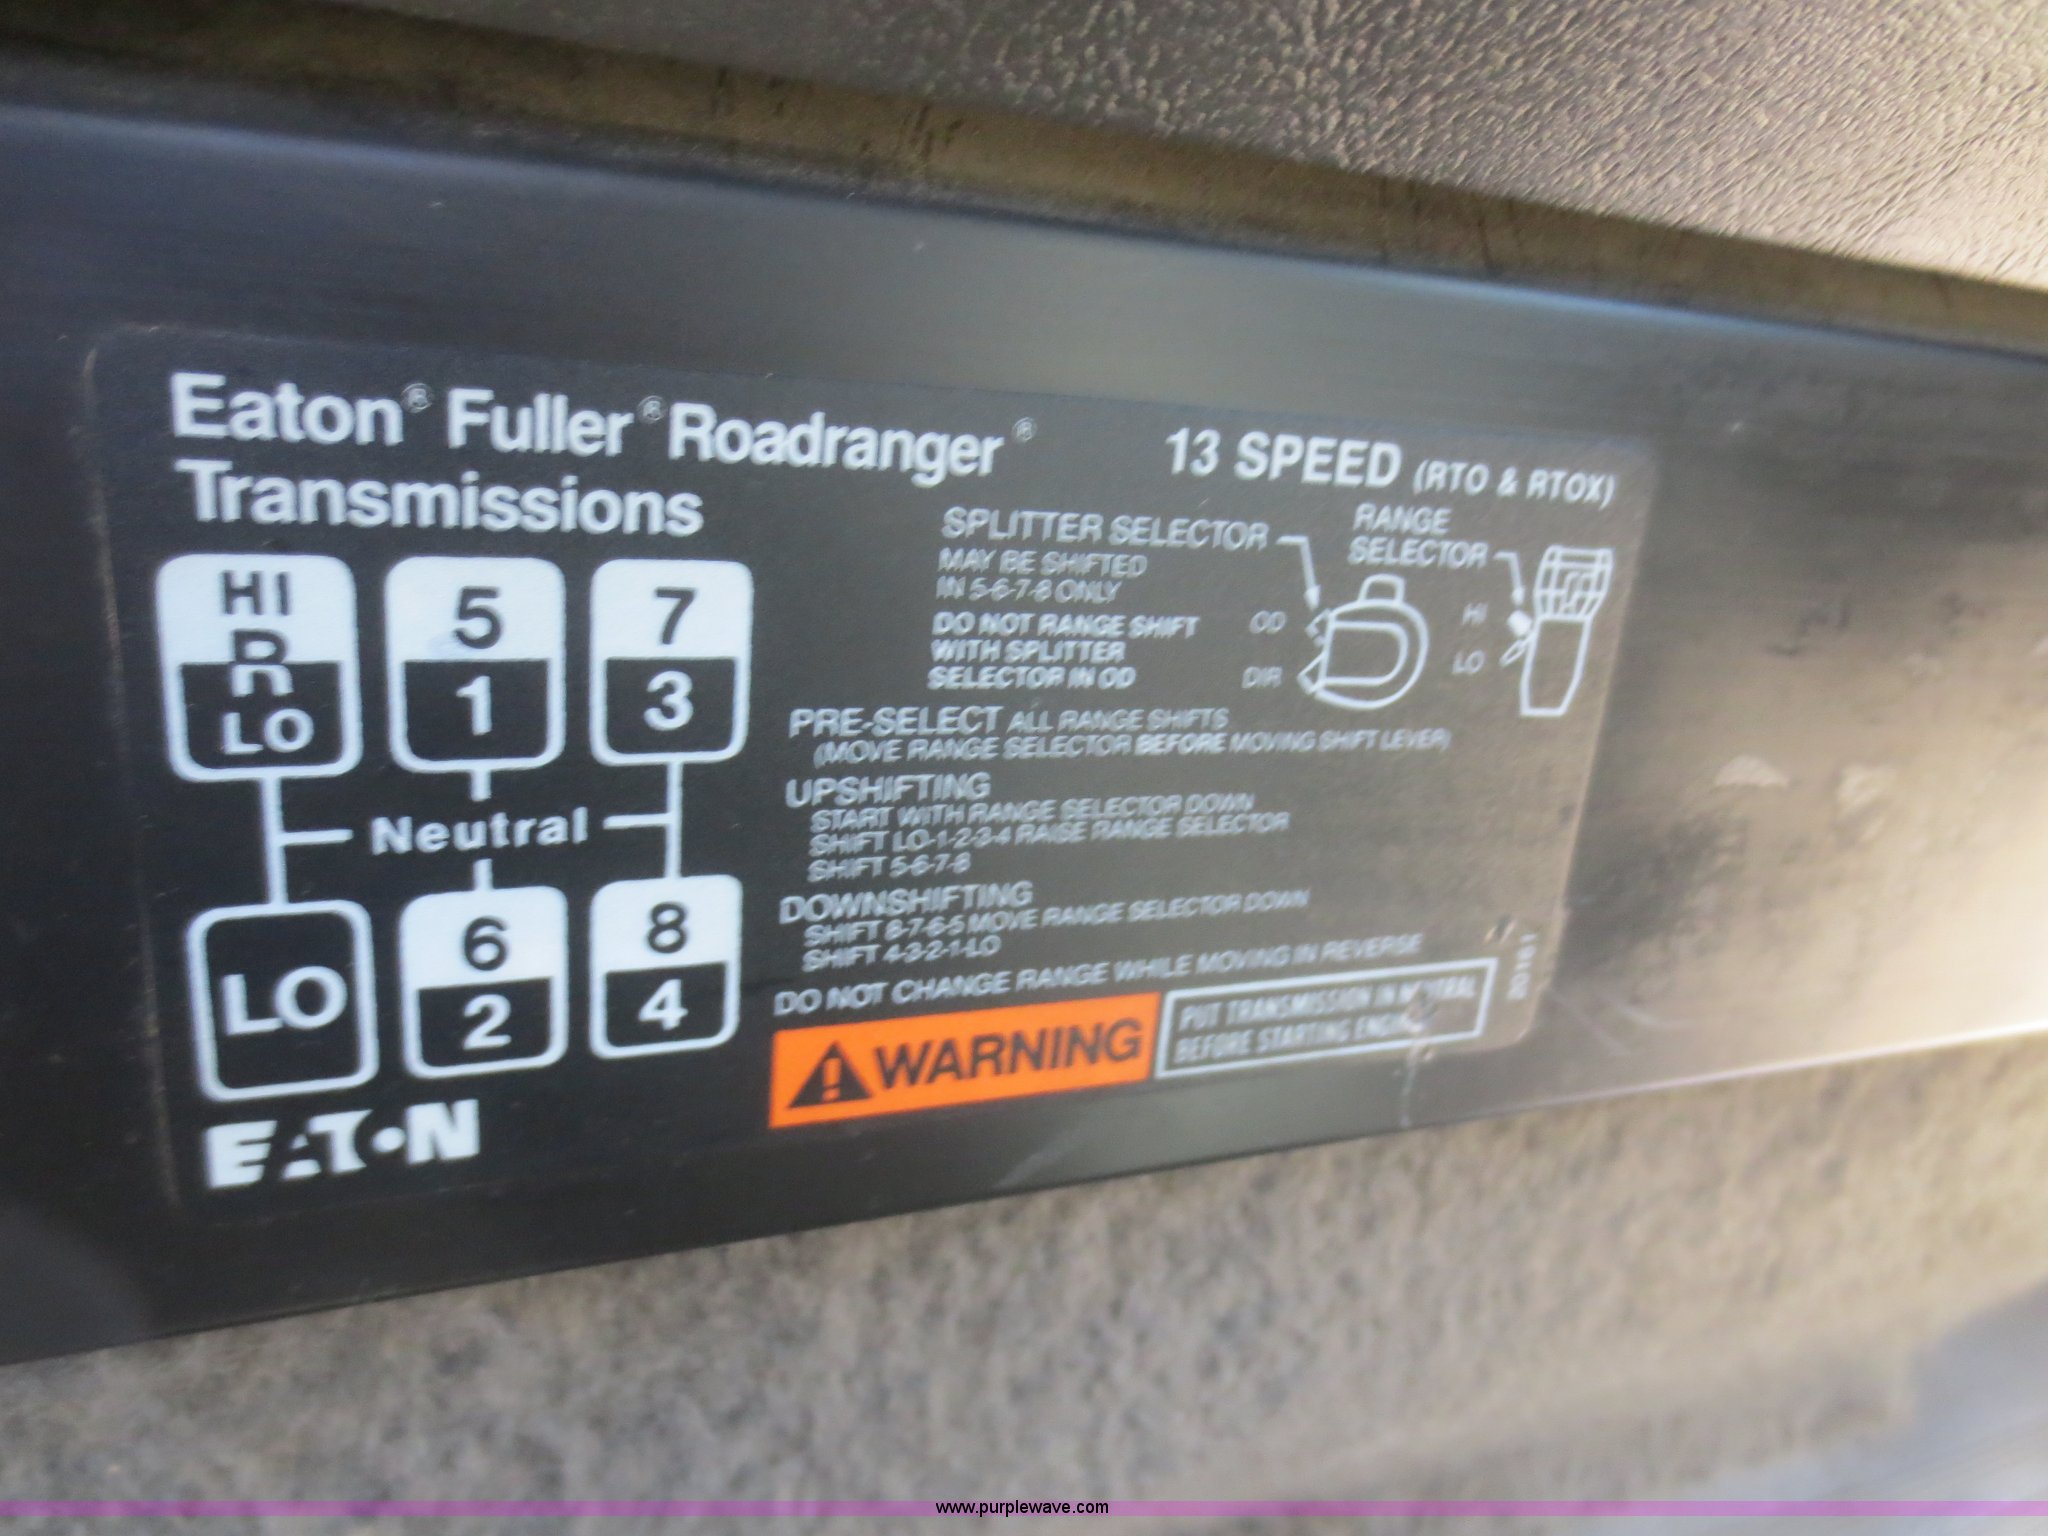 Eaton® Fuller® Roadranger®
Transmissions
13 SPEED (RTO & RTOX)
HI
R
LO
5
1
7
3
Neutral
LO
6
2
8
4
EATON
SPLITTER SELECTOR
MAY BE SHIFTED
IN 5-6-7-8 ONLY
DO NOT RANGE SHIFT
WITH SPLITTER
SELECTOR IN OD
OD
DIR
RANGE
SELECTOR
HI
LO
PRE-SELECT ALL RANGE SHIFTS
(MOVE RANGE SELECTOR BEFORE MOVING SHIFT LEVER)
UPSHIFTING
START WITH RANGE SELECTOR DOWN
SHIFT LO-1-2-3-4 RAISE RANGE SELECTOR
SHIFT 5-6-7-8
DOWNSHIFTING
SHIFT 8-7-6-5 MOVE RANGE SELECTOR DOWN
SHIFT 4-3-2-1-LO
DO NOT CHANGE RANGE WHILE MOVING IN REVERSE
WARNING
PUT TRANSMISSION IN NEUTRAL
BEFORE STARTING ENGINE
www.purplewave.com